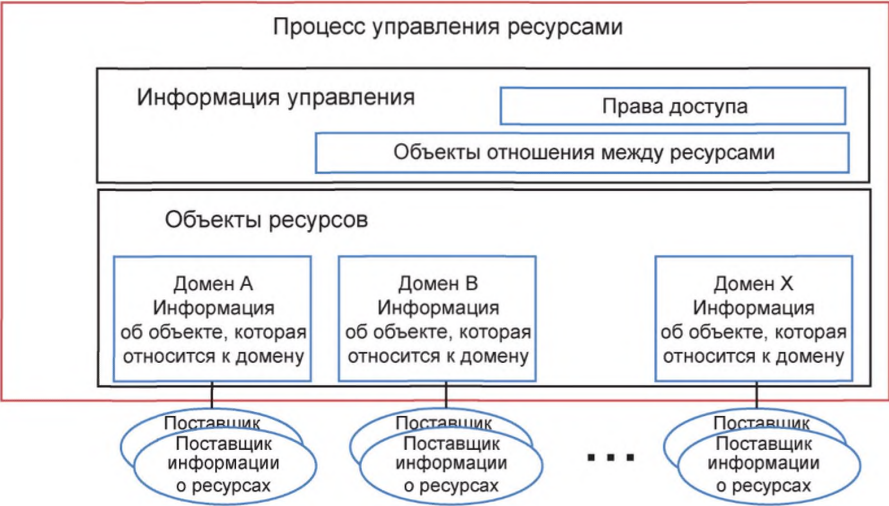 Процесс управления ресурсами
Информация управления
Права доступа
Объекты отношения между ресурсами
Объекты ресурсов
Домен A
Информация
об объекте, которая
относится к домену
Домен B
Информация
об объекте, которая
относится к домену
Домен X
Информация
об объекте, которая
относится к домену
Поставщик
Поставщик
информации
о ресурсах
Поставщик
Поставщик
информации
о ресурсах
...
Поставщик
Поставщик
информации
о ресурсах